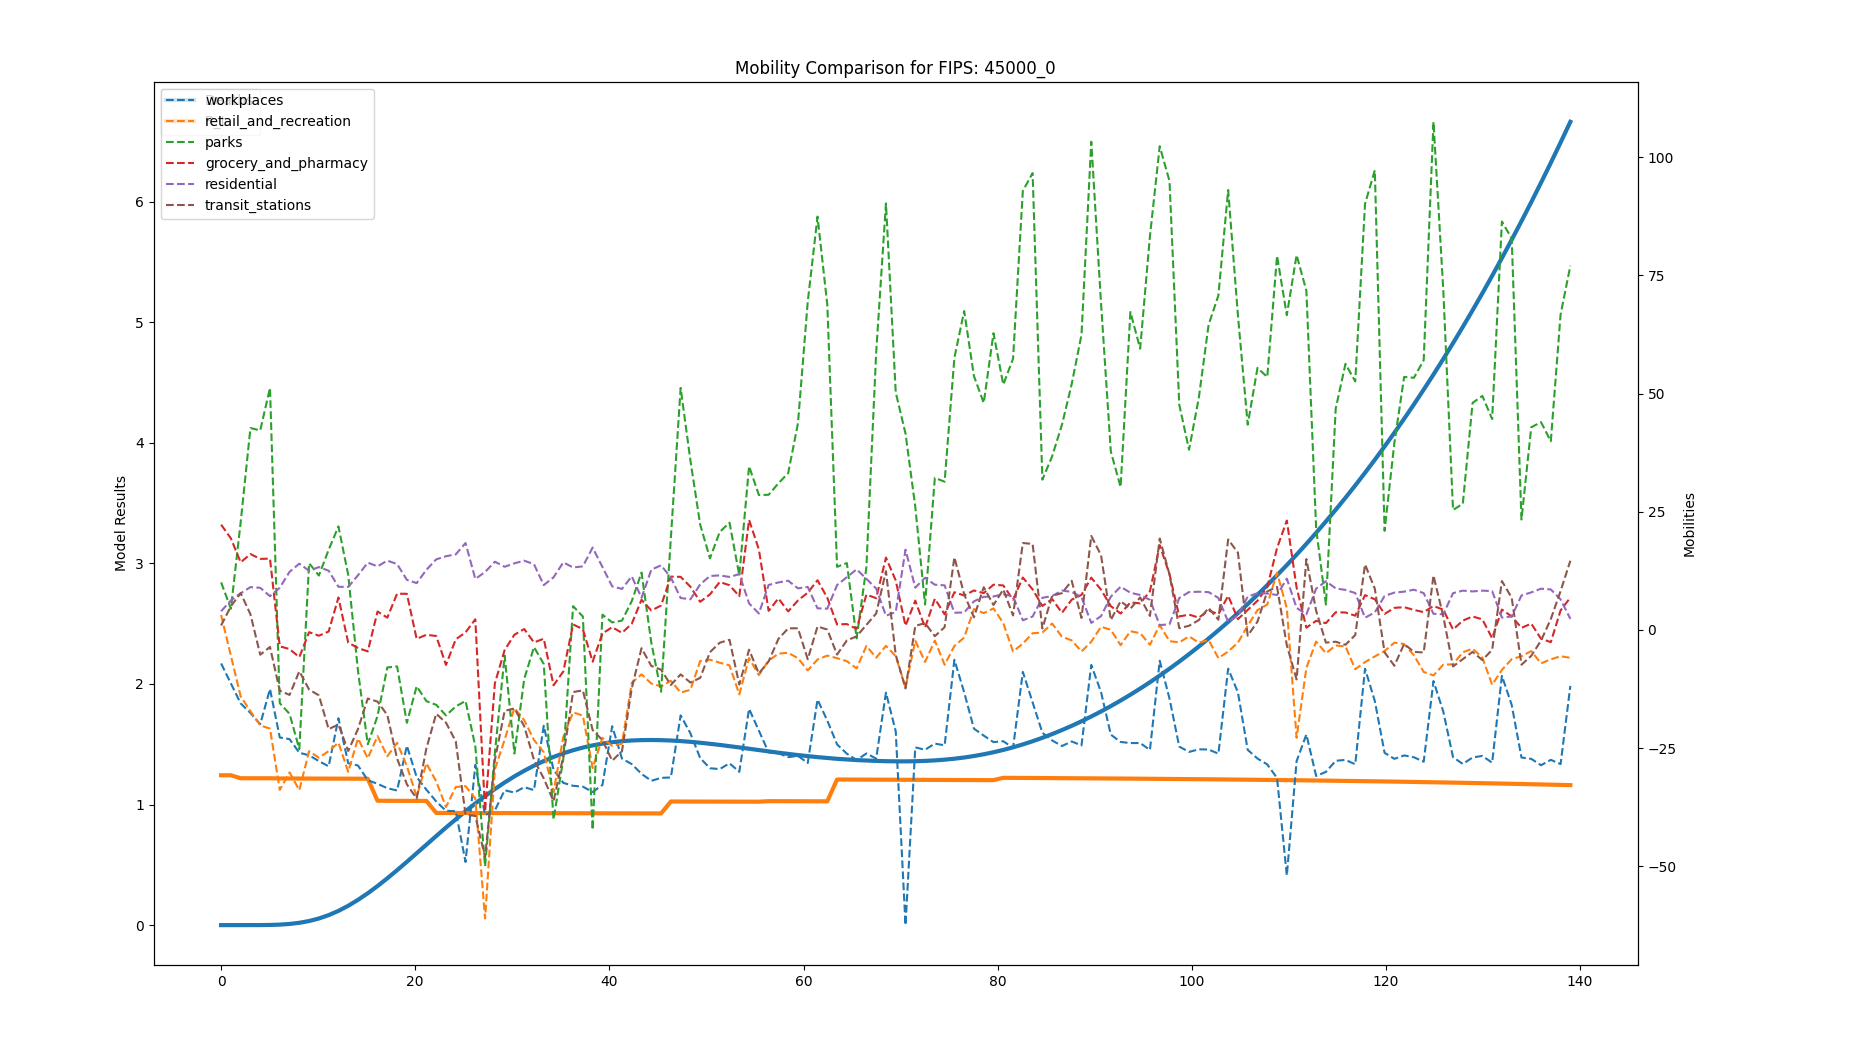 Mobility Comparison for FIPS: 45000_0
workplaces
retail_and_recreation
parks
grocery_and_pharmacy
residential
transit_stations
Model Results
6
5
4
3
2
1
0
Mobilities
100
75
50
25
0
−25
−50
0 20 40 60 80 100 120 140